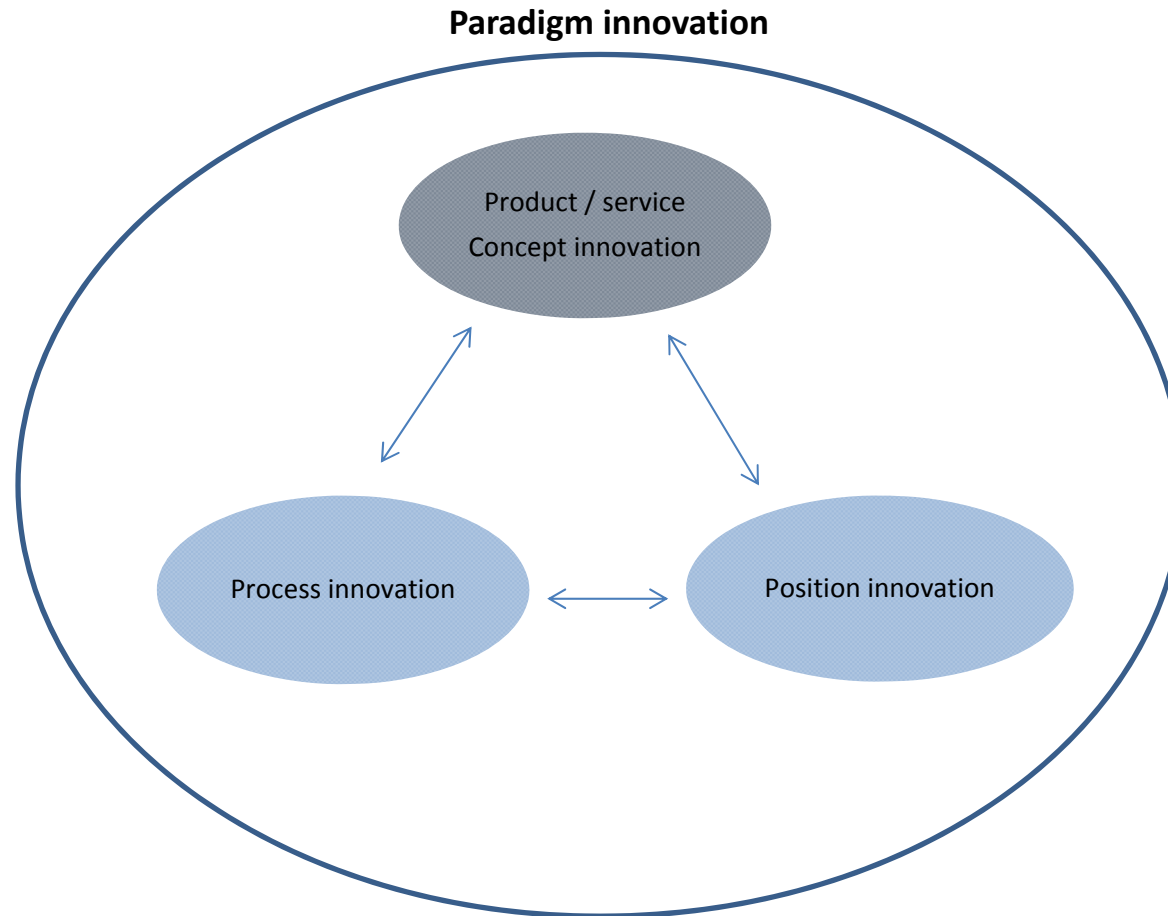 Paradigm innovation
Product / service
Concept innovation
Process innovation
Position innovation